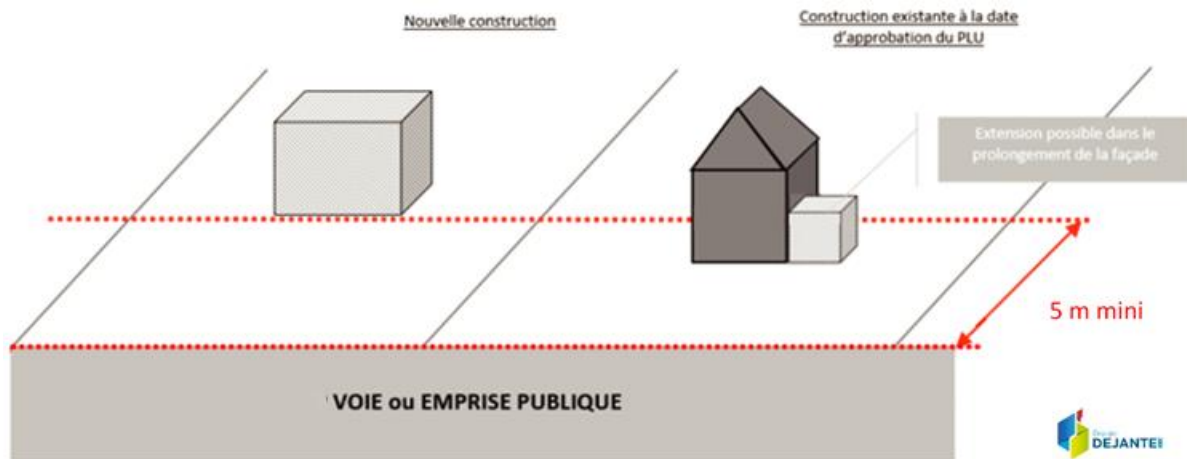 Nouvelle construction
Construction existante à la date
d'approbation du PLU
Extension possible dans le
prolongement de la façade
5 m mini
VOIE ou EMPRISE PUBLIQUE
DEJANTE